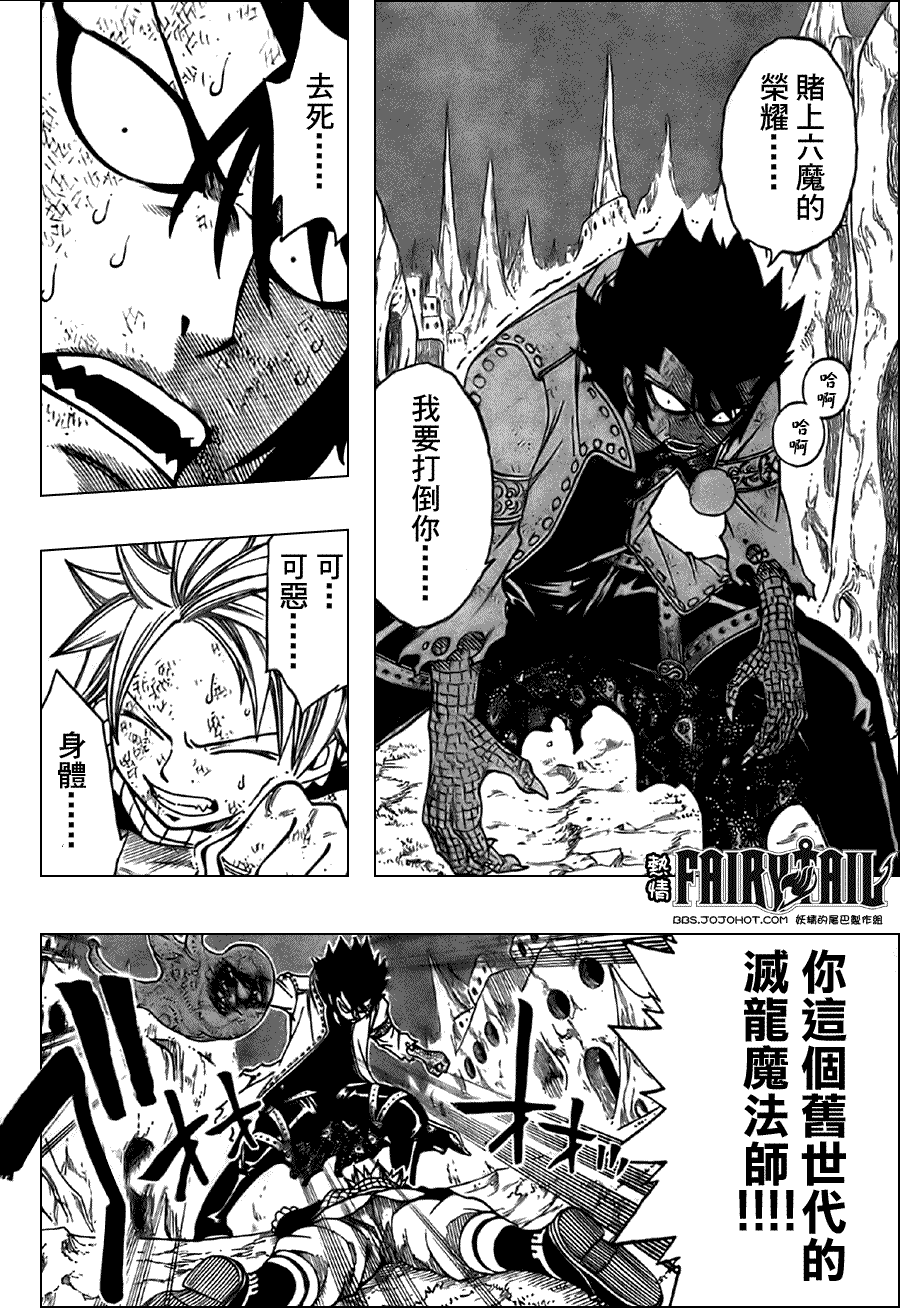 賭上六魔的
榮耀⋯⋯
哈啊
哈啊
我要打倒你⋯⋯
去死⋯⋯
可⋯
可惡⋯⋯
身體⋯⋯
熱情
FAIRY TAIL
BBS.JOJOHOT.COM 妖精的尾巴製作組
你這個舊世代的
滅龍魔法師!!!!